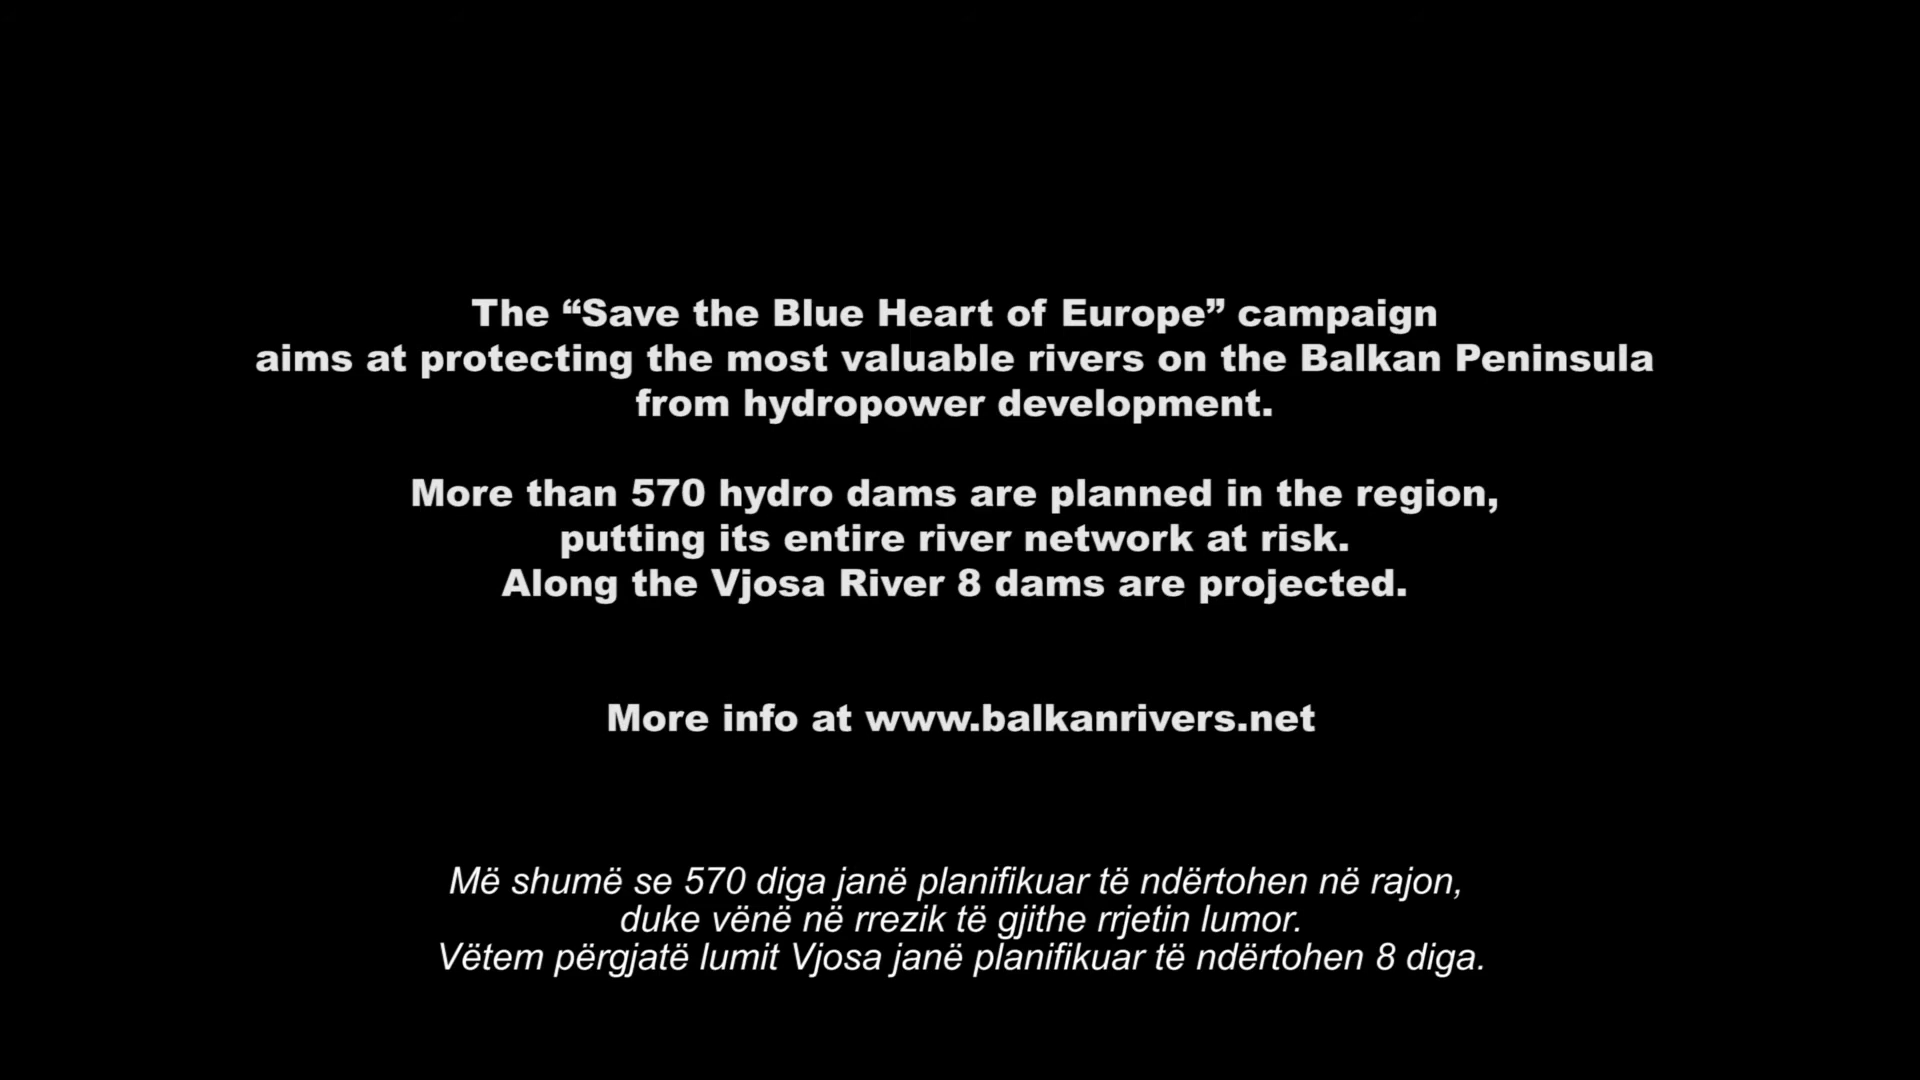 The “Save the Blue Heart of Europe” campaign
aims at protecting the most valuable rivers on the Balkan Peninsula
from hydropower development.
More than 570 hydro dams are planned in the region,
putting its entire river network at risk.
Along the Vjosa River 8 dams are projected.
More info at www.balkanrivers.net
Më shumë se 570 diga janë planifikuar të ndërtohen në rajon,
duke vënë në rrezik të gjithe rrjetin lumor.
Vëtem përgjatë lumit Vjosa janë planifikuar të ndërtohen 8 diga.